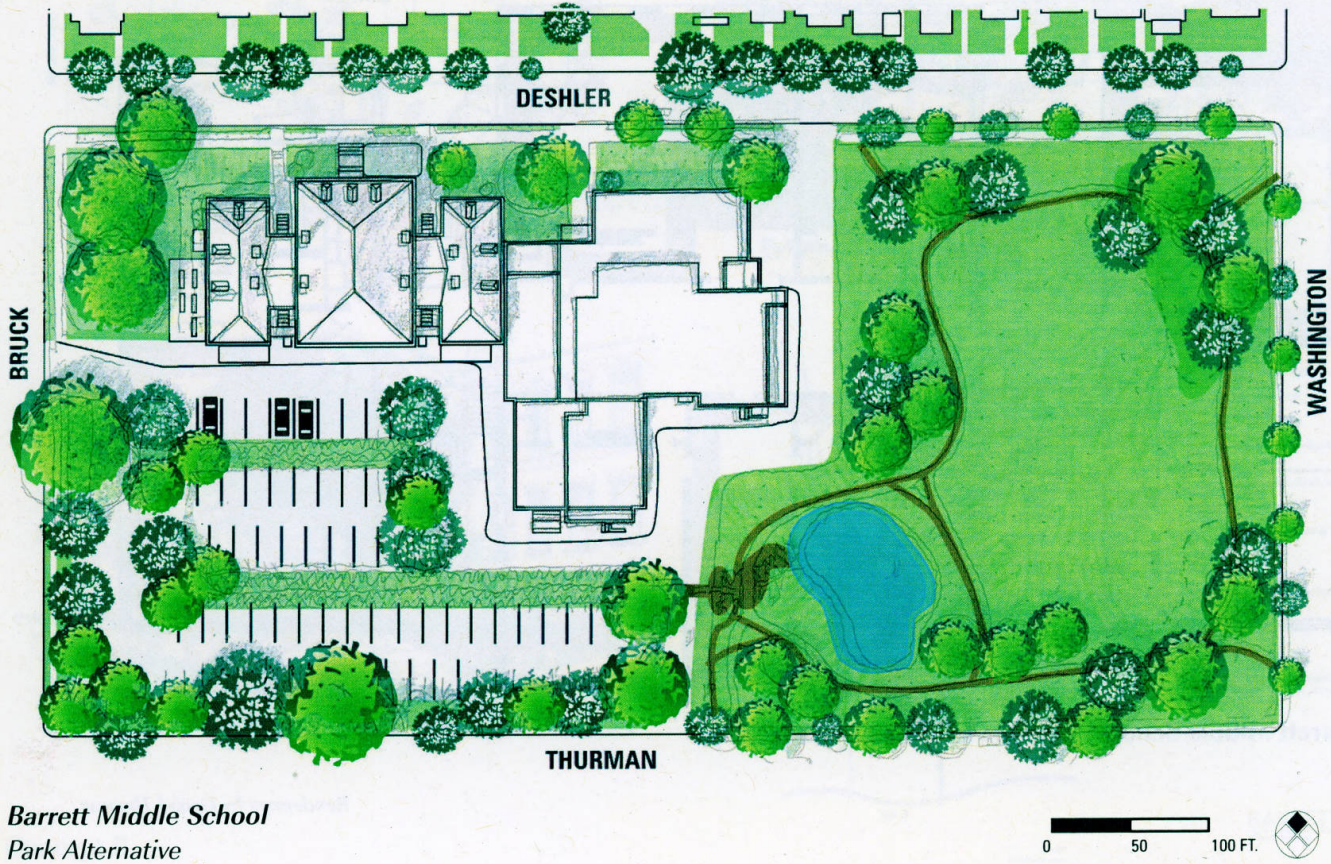 DESHLER
BRUCK
WASHINGTON
THURMAN
Barrett Middle School
Park Alternative
0 50 100 FT.